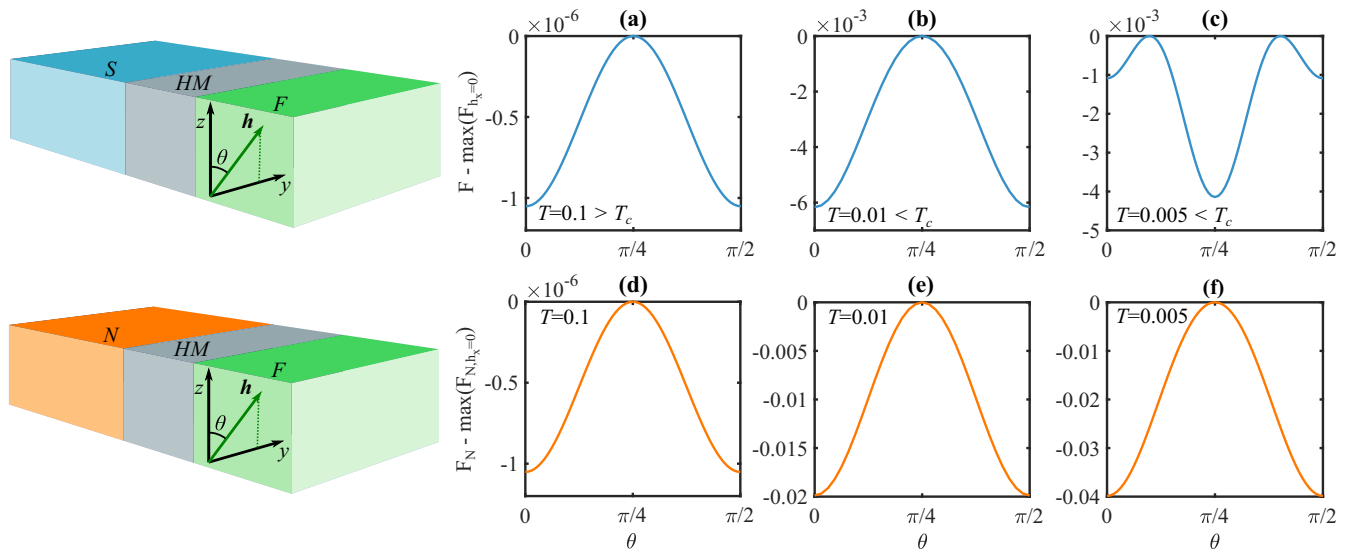 S
HM
F
z
h
θ
y
(a)
×10⁻⁶
F - max(F_{h_x=0})
0
-0.5
-1
T=0.1 > T_c
0
π/4
π/2
(b)
×10⁻³
0
-2
-4
-6
T=0.01 < T_c
0
π/4
π/2
(c)
×10⁻³
0
-1
-2
-3
-4
-5
T=0.005 < T_c
0
π/4
π/2
N
HM
F
z
h
θ
y
(d)
×10⁻⁶
F_N - max(F_{N,h_x=0})
0
-0.5
-1
T=0.1
0
π/4
π/2
θ
(e)
0
-0.005
-0.01
-0.015
-0.02
T=0.01
0
π/4
π/2
θ
(f)
0
-0.01
-0.02
-0.03
-0.04
T=0.005
0
π/4
π/2
θ